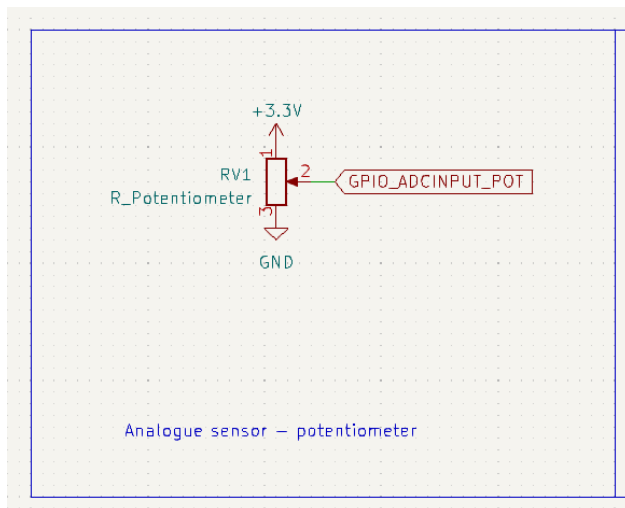 +3.3V
1
RV1
2
GPIO_ADCINPUT_POT
R_Potentiometer
3
GND
Analogue sensor – potentiometer